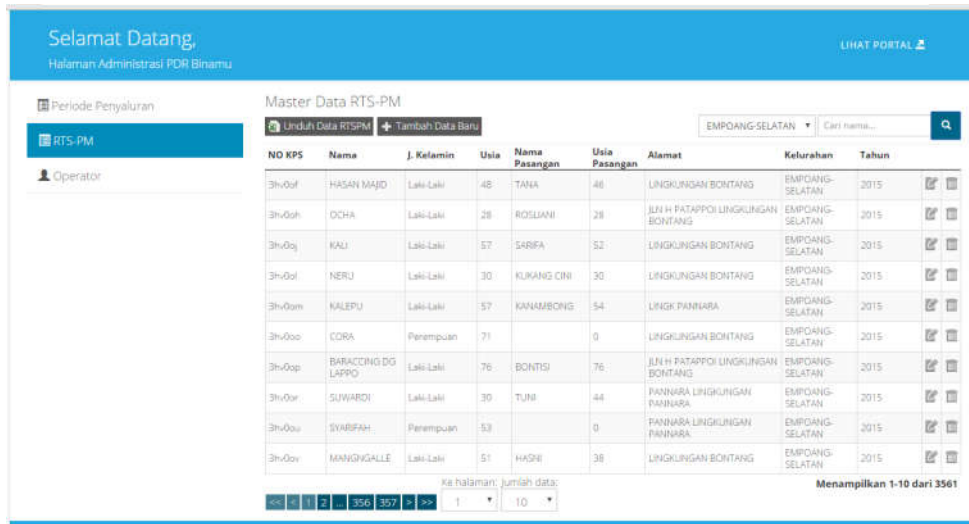 Selamat Datang,
Halaman Administrasi PDR Binamu
LIHAT PORTAL
Periode Penyaluran
RTS-PM
Operator
Master Data RTS-PM
Unduh Data RTSPM Tambah Data Baru
EMPOANG-SELATAN Cari nama...
NO KPS Nama J. Kelamin Usia Nama Pasangan Usia Pasangan Alamat Kelurahan Tahun
3hv0of HASAN MAJID Laki-Laki 48 TANA 46 LINGKUNGAN BONTANG EMPOANG-SELATAN 2015
3hv0oh OCHA Laki-Laki 28 ROSLIANI 28 JLN H PATAPPOI LINGKUNGAN BONTANG EMPOANG-SELATAN 2015
3hv0oj KALI Laki-Laki 57 SARIFA 52 LINGKUNGAN BONTANG EMPOANG-SELATAN 2015
3hv0ol NERU Laki-Laki 30 KUKANG CINI 30 LINGKUNGAN BONTANG EMPOANG-SELATAN 2015
3hv0om KALEPU Laki-Laki 57 KANAMBONG 54 LINGK PANNARA EMPOANG-SELATAN 2015
3hv0oo CORA Perempuan 71 0 LINGKUNGAN BONTANG EMPOANG-SELATAN 2015
3hv0op BARACCING DG LAPPO Laki-Laki 76 BONTISI 76 JLN H PATAPPOI LINGKUNGAN BONTANG EMPOANG-SELATAN 2015
3hv0or SUWARDI Laki-Laki 30 TUNI 44 PANNARA LINGKUNGAN PANNARA EMPOANG-SELATAN 2015
3hv0ou SYARIFAH Perempuan 53 0 PANNARA LINGKUNGAN PANNARA EMPOANG-SELATAN 2015
3hv0ov MANGNGALLE Laki-Laki 51 HASNI 38 LINGKUNGAN BONTANG EMPOANG-SELATAN 2015
Ke halaman: Jumlah data:
<< < 1 2 ... 356 357 > >> 1 10
Menampilkan 1-10 dari 3561